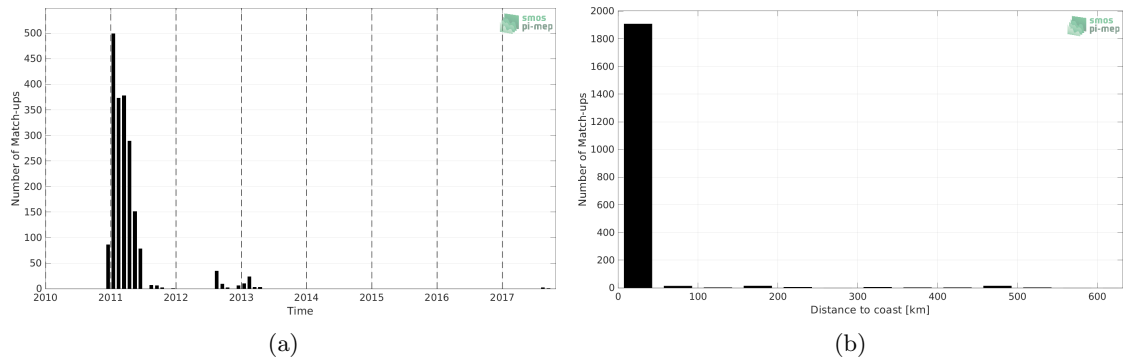 smos
pi-mep
Number of Match-ups
500
450
400
350
300
250
200
150
100
50
0
2010 2011 2012 2013 2014 2015 2016 2017
Time
(a)
smos
pi-mep
Number of Match-ups
2000
1800
1600
1400
1200
1000
800
600
400
200
0
0 100 200 300 400 500 600
Distance to coast [km]
(b)